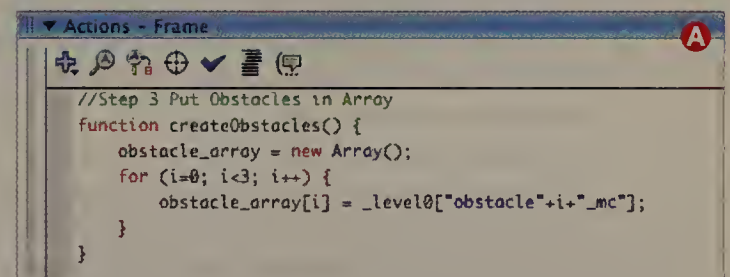 Actions - Frame
A
//Step 3 Put Obstacles in Array
function createObstacles() {
obstacle_array = new Array();
for (i=0; i<3; i++) {
obstacle_array[i] = _level0["obstacle"+i+"_mc"];
}
}